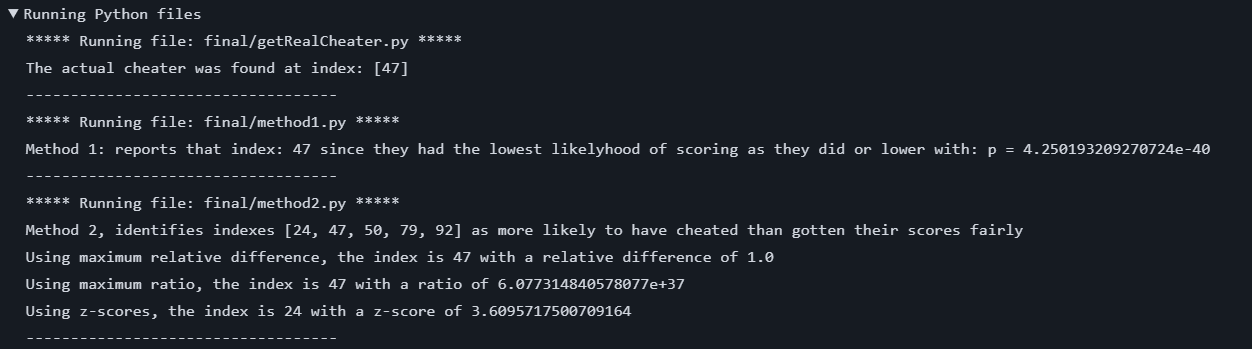 Running Python files
***** Running file: final/getRealCheater.py *****
The actual cheater was found at index: [47]
-----------------------------------
***** Running file: final/method1.py *****
Method 1: reports that index: 47 since they had the lowest likelyhood of scoring as they did or lower with: p = 4.250193209270724e-40
-----------------------------------
***** Running file: final/method2.py *****
Method 2, identifies indexes [24, 47, 50, 79, 92] as more likely to have cheated than gotten their scores fairly
Using maximum relative difference, the index is 47 with a relative difference of 1.0
Using maximum ratio, the index is 47 with a ratio of 6.077314840578077e+37
Using z-scores, the index is 24 with a z-score of 3.6095717500709164
-----------------------------------